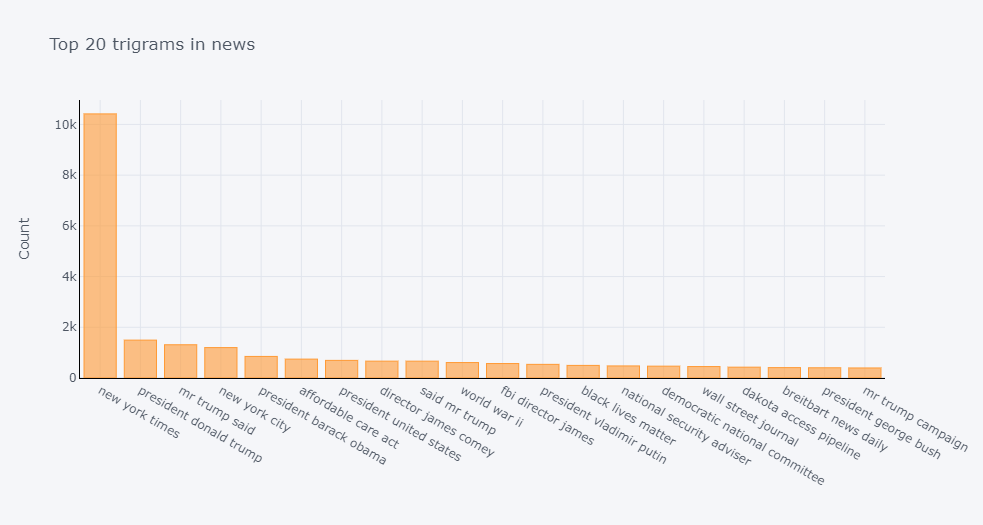 Top 20 trigrams in news
Count
10k
8k
6k
4k
2k
0
new york times
president donald trump
mr trump said
new york city
president barack obama
affordable care act
president united states
director james comey
said mr trump
world war ii
fbi director james
president vladimir putin
black lives matter
national security adviser
democratic national committee
wall street journal
dakota access pipeline
breitbart news daily
president george bush
mr trump campaign